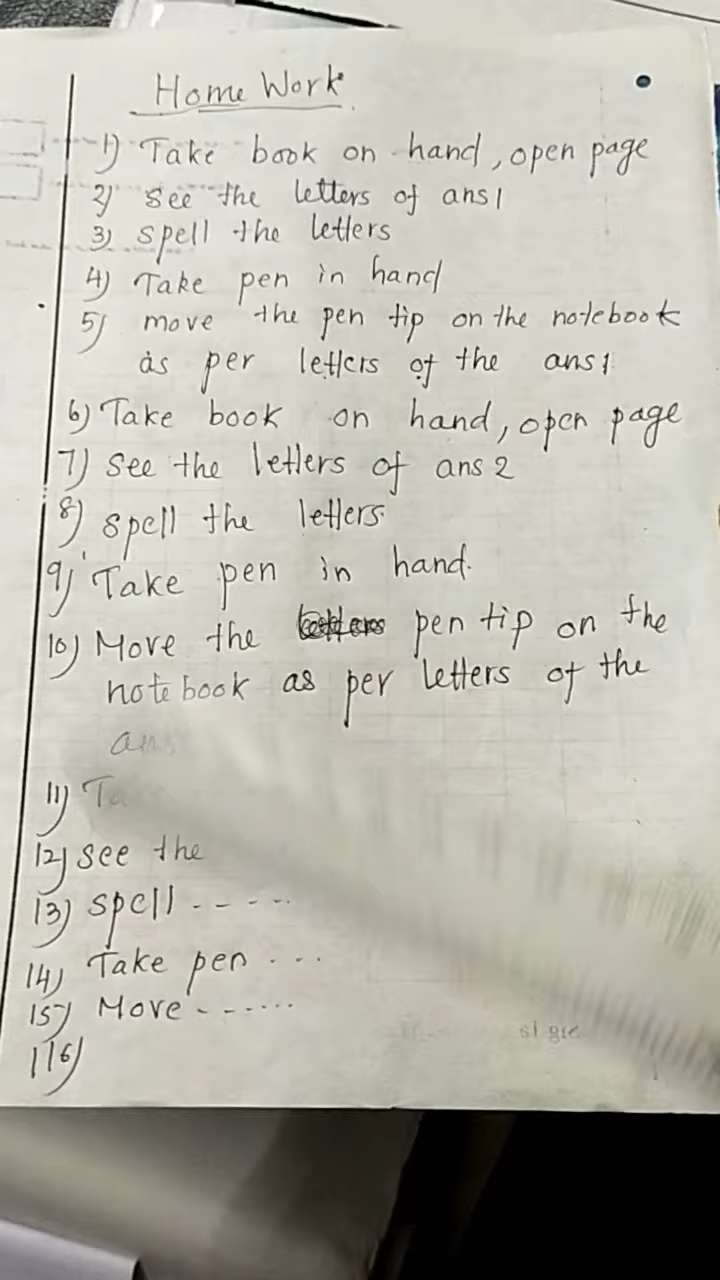 Home Work
1) Take book on hand, open page
2) see the letters of ans 1
3) spell the letters
4) Take pen in hand
5) move the pen tip on the notebook
as per letters of the ans 1
6) Take book on hand, open page
7) see the letters of ans 2
8) spell the letters
9) Take pen in hand.
10) Move the pen tip on the
notebook as per letters of the
11)
12) see the
13) spell - - - - -
14) Take pen . . .
15) Move - - - - - -
16)